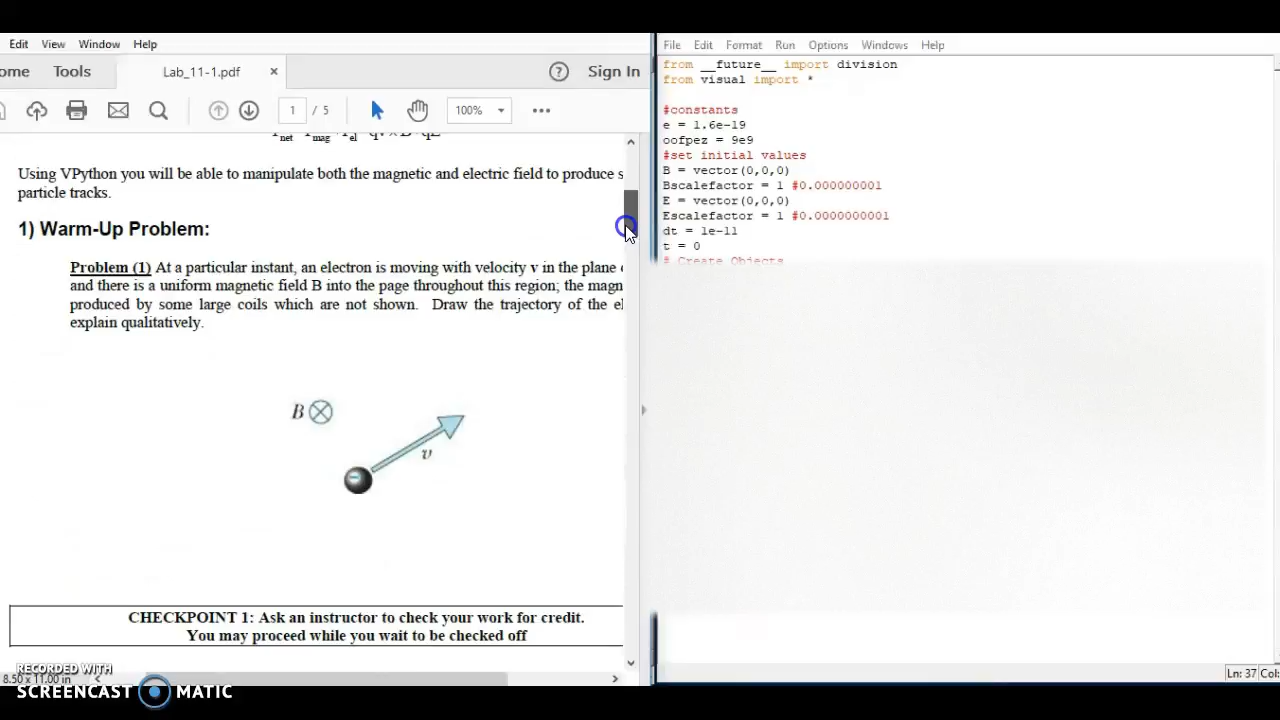 Edit View Window Help
ome Tools Lab_11-1.pdf × ? Sign In
1 / 5 100%
net mag el
Using VPython you will be able to manipulate both the magnetic and electric field to produce s
particle tracks.
1) Warm-Up Problem:
Problem (1) At a particular instant, an electron is moving with velocity v in the plane
and there is a uniform magnetic field B into the page throughout this region; the magn
produced by some large coils which are not shown. Draw the trajectory of the el
explain qualitatively.
B
v
CHECKPOINT 1: Ask an instructor to check your work for credit.
You may proceed while you wait to be checked off
8.50 x 11.00 in
RECORDED WITH
SCREENCAST MATIC
File Edit Format Run Options Windows Help
from __future__ import division
from visual import *
#constants
e = 1.6e-19
oofpez = 9e9
#set initial values
B = vector(0,0,0)
Bscalefactor = 1 #0.000000001
E = vector(0,0,0)
Escalefactor = 1 #0.0000000001
dt = 1e-11
t = 0
# Create Objects
Ln: 37 Col: